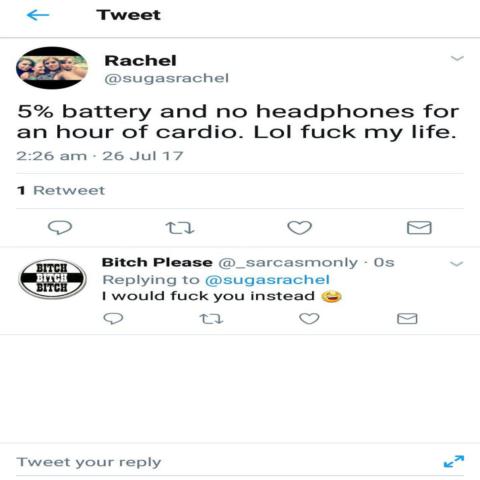 Tweet
Rachel
@sugasrachel
5% battery and no headphones for
an hour of cardio. Lol fuck my life.
2:26 am · 26 Jul 17
1 Retweet
BITCH
BITCH
BITCH
Bitch Please @_sarcasmonly · 0s
Replying to @sugasrachel
I would fuck you instead 😂
Tweet your reply